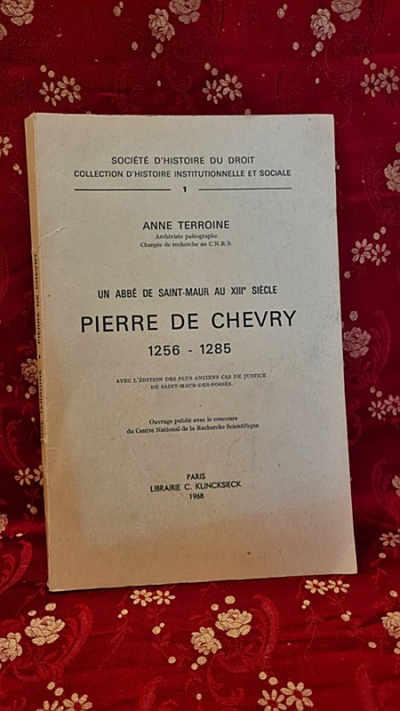 SOCIÉTÉ D'HISTOIRE DU DROIT
COLLECTION D'HISTOIRE INSTITUTIONNELLE ET SOCIALE
1
ANNE TERROINE
Archiviste paléographe
Chargée de recherche au C.N.R.S.
UN ABBÉ DE SAINT-MAUR AU XIIIe SIÈCLE
PIERRE DE CHEVRY
1256 - 1285
AVEC L'ÉDITION DES PLUS ANCIENS CAS DE JUSTICE
DE SAINT-MAUR-DES-FOSSÉS.
Ouvrage publié avec le concours
du Centre National de la Recherche Scientifique
PARIS
LIBRAIRIE C. KLINCKSIECK
1968
PIERRE DE CHEVRY